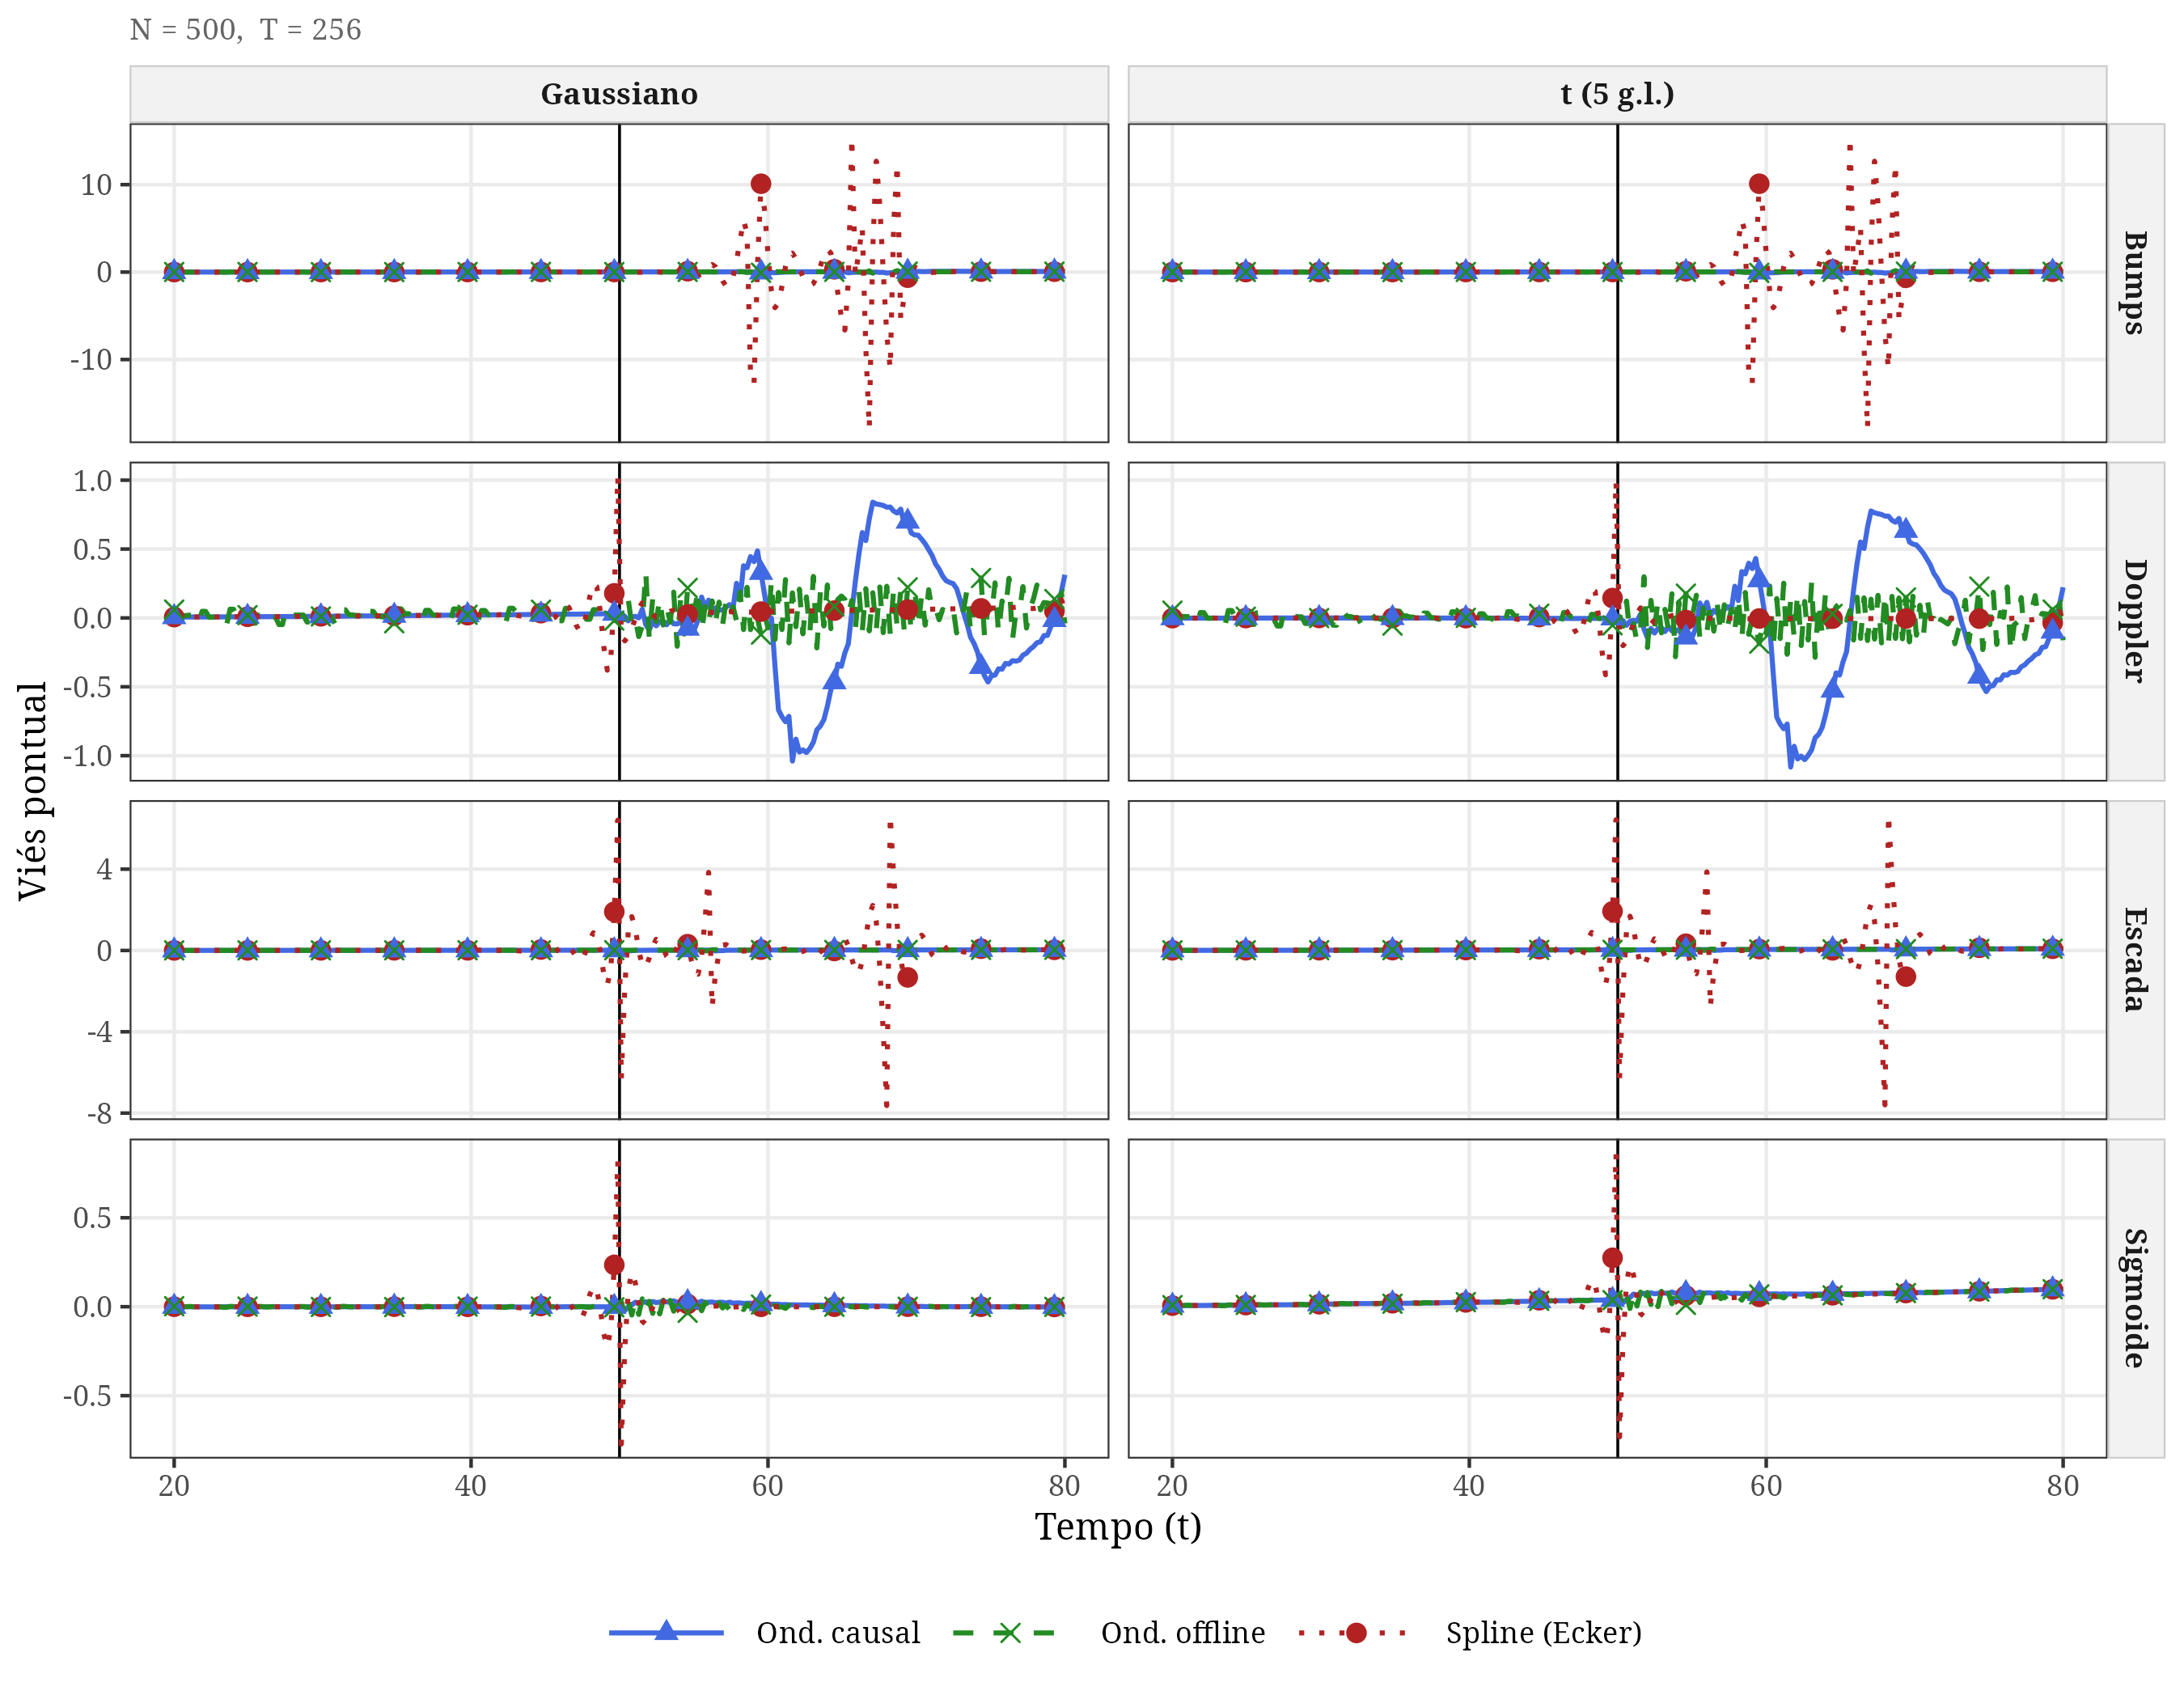 N = 500, T = 256
Gaussiano
t (5 g.l.)
Viés pontual
10
0
-10
Bumps
1.0
0.5
0.0
-0.5
-1.0
Doppler
4
0
-4
-8
Escada
0.5
0.0
-0.5
Sigmoide
20 40 60 80 20 40 60 80
Tempo (t)
Ond. causal Ond. offline Spline (Ecker)